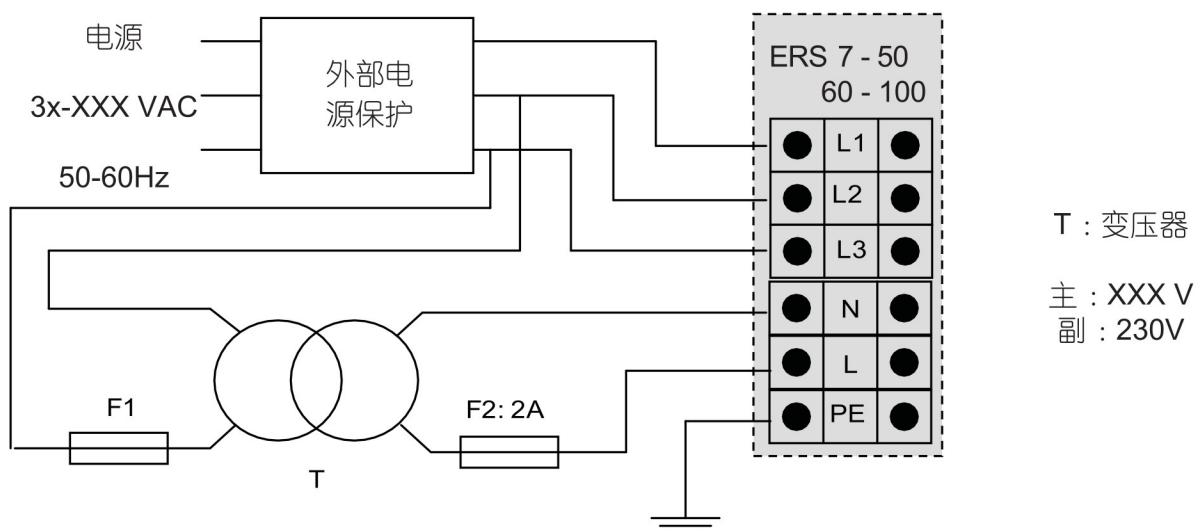 电源
3x-XXX VAC
50-60Hz
外部电
源保护
ERS 7 - 50
60 - 100
L1
L2
L3
N
L
PE
F1
T
F2: 2A
T：变压器
主：XXX V
副：230V